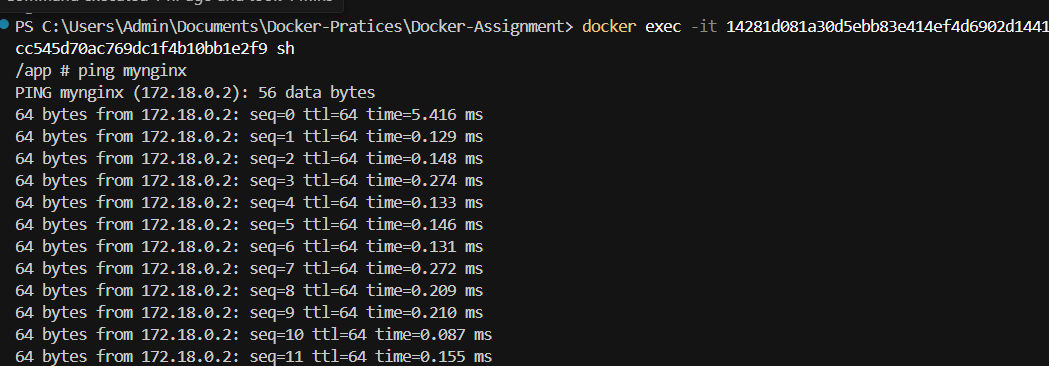 PS C:\Users\Admin\Documents\Docker-Pratices\Docker-Assignment> docker exec -it 14281d081a30d5ebb83e414ef4d6902d1441
cc545d70ac769dc1f4b10bb1e2f9 sh
/app # ping mynginx
PING mynginx (172.18.0.2): 56 data bytes
64 bytes from 172.18.0.2: seq=0 ttl=64 time=5.416 ms
64 bytes from 172.18.0.2: seq=1 ttl=64 time=0.129 ms
64 bytes from 172.18.0.2: seq=2 ttl=64 time=0.148 ms
64 bytes from 172.18.0.2: seq=3 ttl=64 time=0.274 ms
64 bytes from 172.18.0.2: seq=4 ttl=64 time=0.133 ms
64 bytes from 172.18.0.2: seq=5 ttl=64 time=0.146 ms
64 bytes from 172.18.0.2: seq=6 ttl=64 time=0.131 ms
64 bytes from 172.18.0.2: seq=7 ttl=64 time=0.272 ms
64 bytes from 172.18.0.2: seq=8 ttl=64 time=0.209 ms
64 bytes from 172.18.0.2: seq=9 ttl=64 time=0.210 ms
64 bytes from 172.18.0.2: seq=10 ttl=64 time=0.087 ms
64 bytes from 172.18.0.2: seq=11 ttl=64 time=0.155 ms